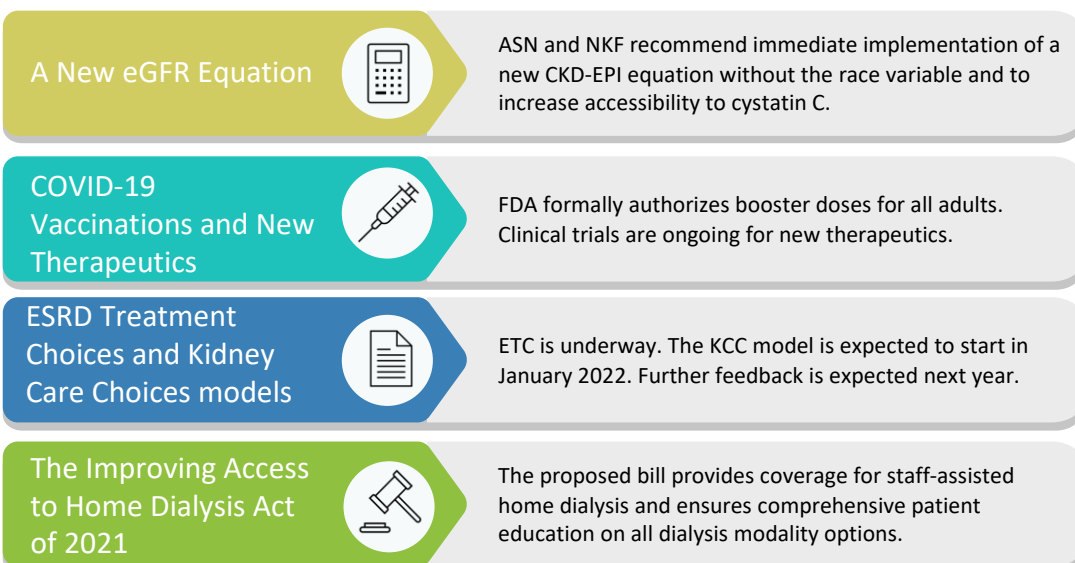 A New eGFR Equation
ASN and NKF recommend immediate implementation of a
new CKD-EPI equation without the race variable and to
increase accessibility to cystatin C.
COVID-19
Vaccinations and New
Therapeutics
FDA formally authorizes booster doses for all adults.
Clinical trials are ongoing for new therapeutics.
ESRD Treatment
Choices and Kidney
Care Choices models
ETC is underway. The KCC model is expected to start in
January 2022. Further feedback is expected next year.
The Improving Access
to Home Dialysis Act
of 2021
The proposed bill provides coverage for staff-assisted
home dialysis and ensures comprehensive patient
education on all dialysis modality options.